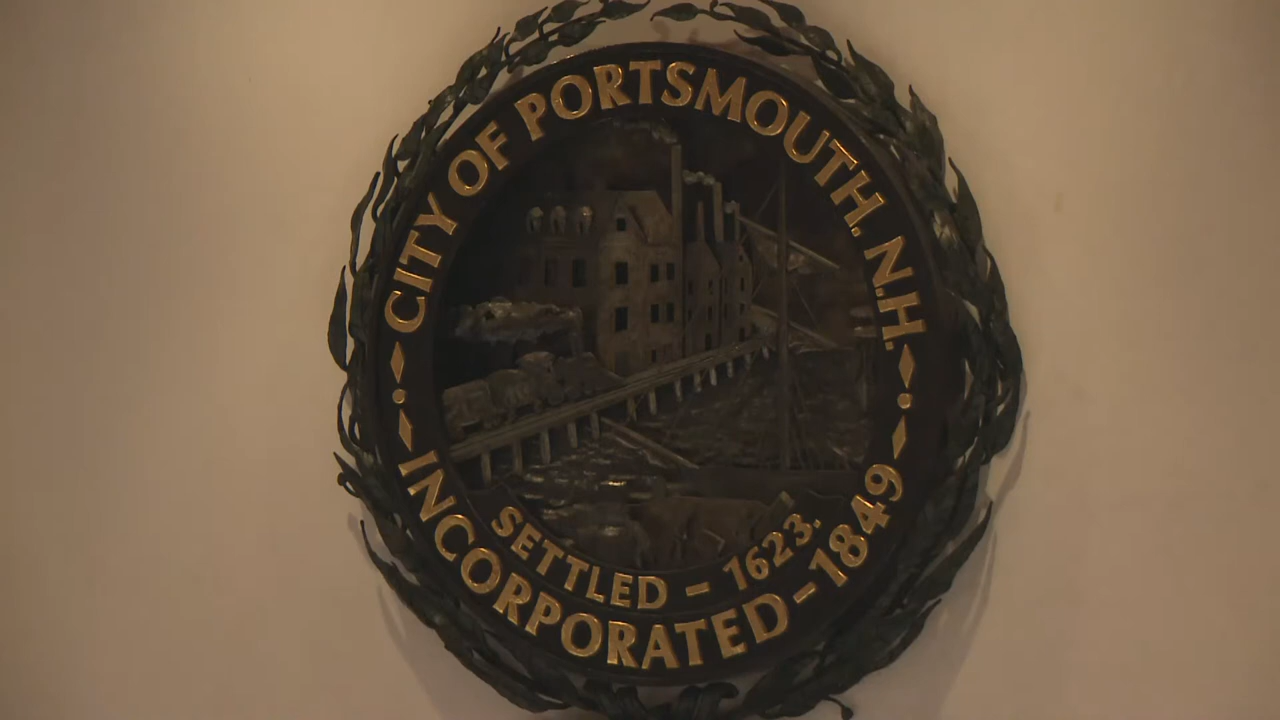 CITY OF PORTSMOUTH. N.H.
SETTLED – 1623.
INCORPORATED – 1849